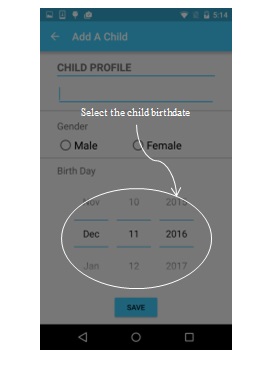 5:14
Add A Child
CHILD PROFILE
Select the child birthdate
Gender
Male Female
Birth Day
Nov 10 2015
Dec 11 2016
Jan 12 2017
SAVE